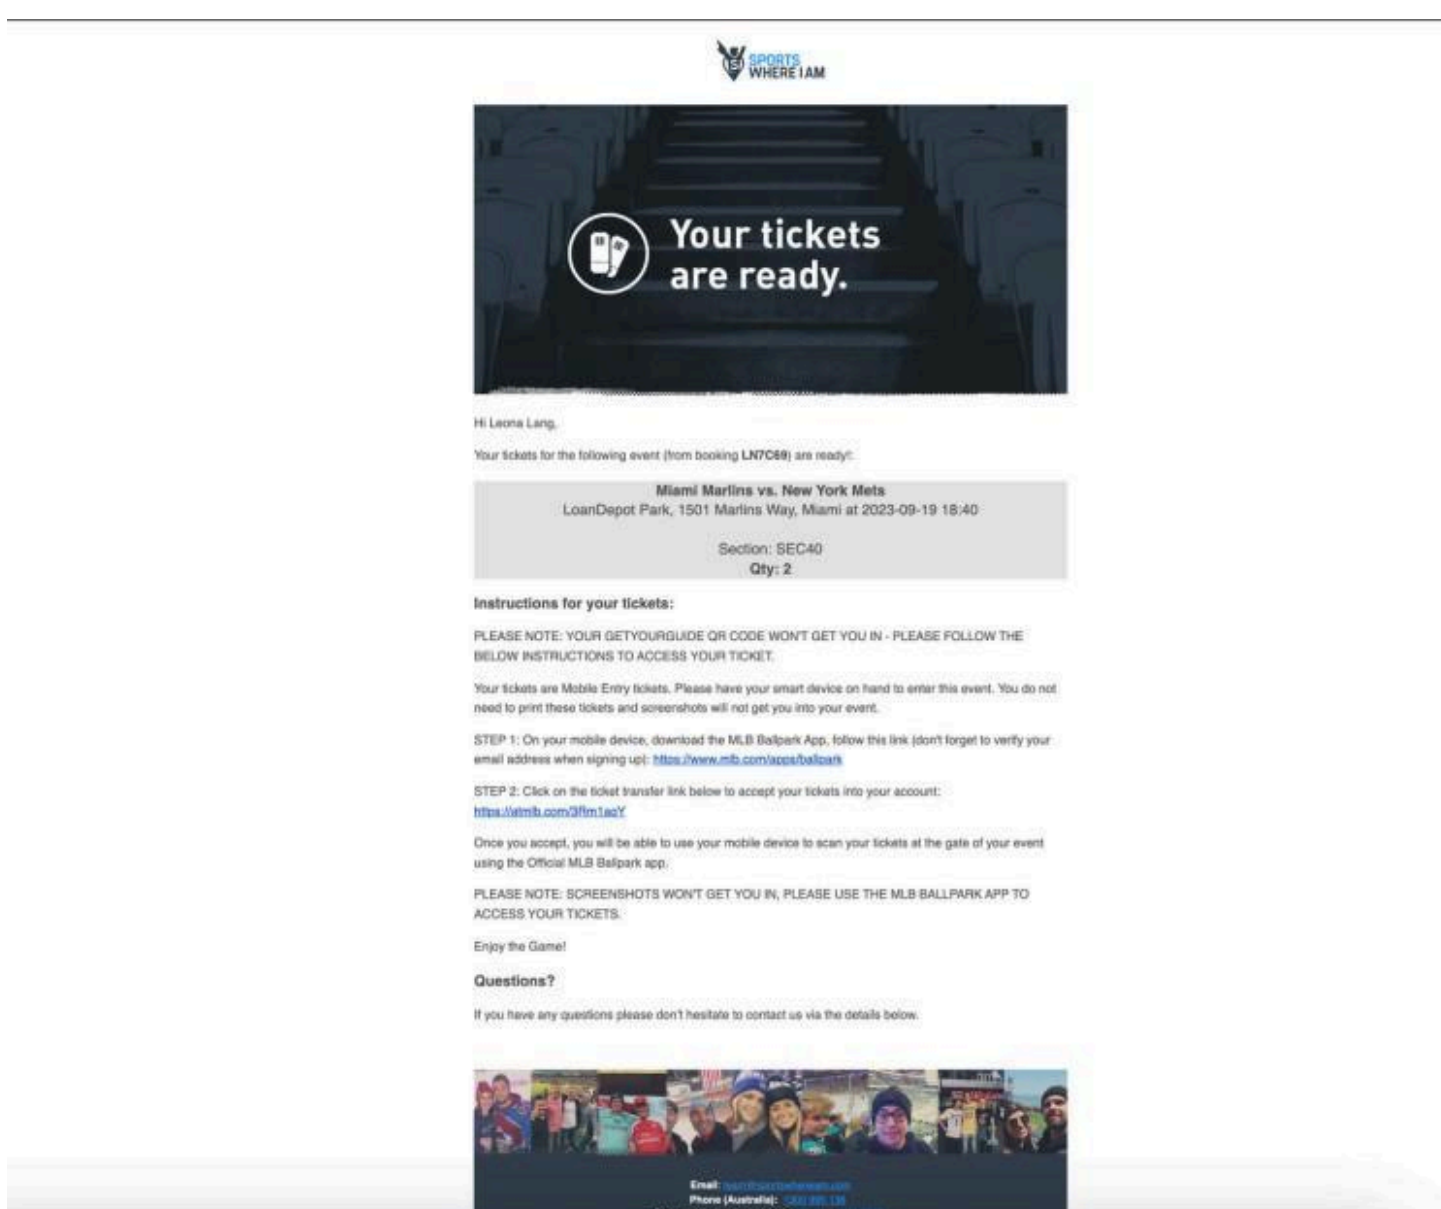 SPORTS
WHERE I AM
Your tickets
are ready.
Hi Leona Lang,
Your tickets for the following event (from booking LN7C69) are ready!:
Miami Marlins vs. New York Mets
LoanDepot Park, 1501 Marlins Way, Miami at 2023-09-19 18:40
Section: SEC40
Qty: 2
Instructions for your tickets:
PLEASE NOTE: YOUR GETYOURGUIDE QR CODE WON'T GET YOU IN - PLEASE FOLLOW THE
BELOW INSTRUCTIONS TO ACCESS YOUR TICKET.
Your tickets are Mobile Entry tickets. Please have your smart device on hand to enter this event. You do not
need to print these tickets and screenshots will not get you into your event.
STEP 1: On your mobile device, download the MLB Ballpark App, follow this link (don't forget to verify your
email address when signing up): https://www.mlb.com/apps/ballpark
STEP 2: Click on the ticket transfer link below to accept your tickets into your account:
Once you accept, you will be able to use your mobile device to scan your tickets at the gate of your event
using the Official MLB Ballpark app.
PLEASE NOTE: SCREENSHOTS WON'T GET YOU IN, PLEASE USE THE MLB BALLPARK APP TO
ACCESS YOUR TICKETS.
Enjoy the Game!
Questions?
If you have any questions please don't hesitate to contact us via the details below.
Email:
Phone (Australia):